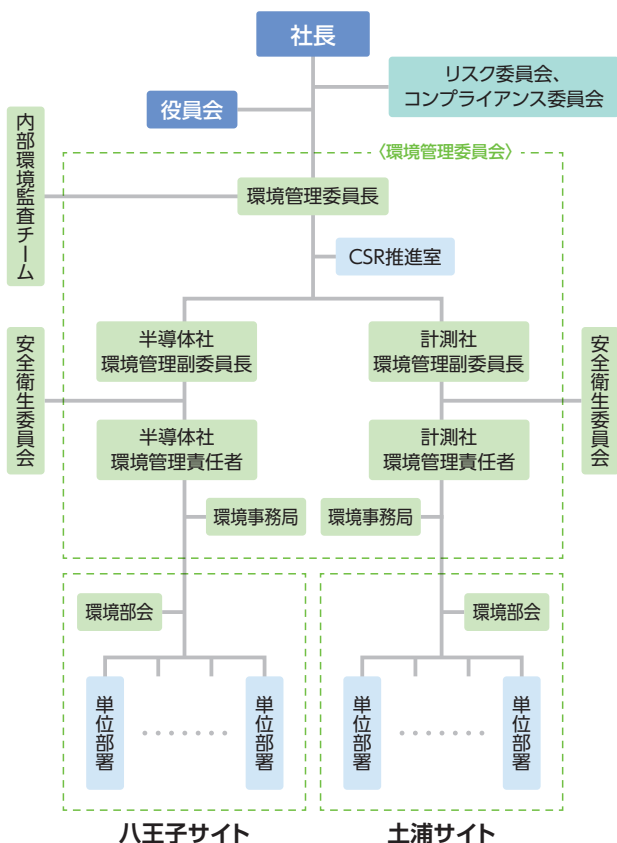 社長
リスク委員会、
コンプライアンス委員会
役員会
〈環境管理委員会〉
内部環境監査チーム
環境管理委員長
CSR推進室
半導体社
環境管理副委員長
計測社
環境管理副委員長
安全衛生委員会
安全衛生委員会
半導体社
環境管理責任者
計測社
環境管理責任者
環境事務局
環境事務局
環境部会
環境部会
単位部署
........
単位部署
単位部署
........
単位部署
八王子サイト
土浦サイト